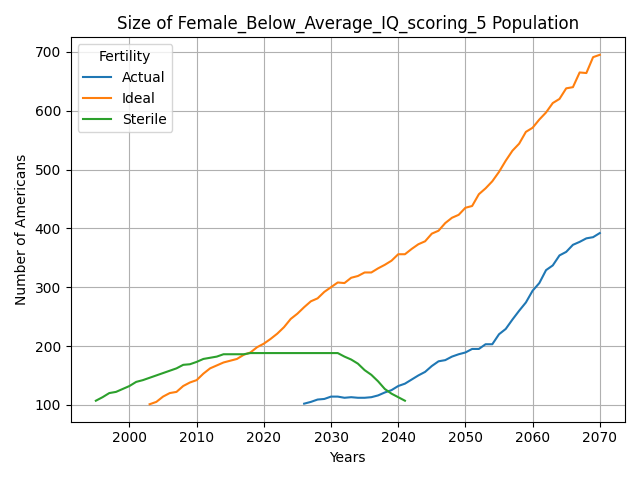 Size of Female_Below_Average_IQ_scoring_5 Population
Fertility
Actual
Ideal
Sterile
Number of Americans
700
600
500
400
300
200
100
2000 2010 2020 2030 2040 2050 2060 2070
Years